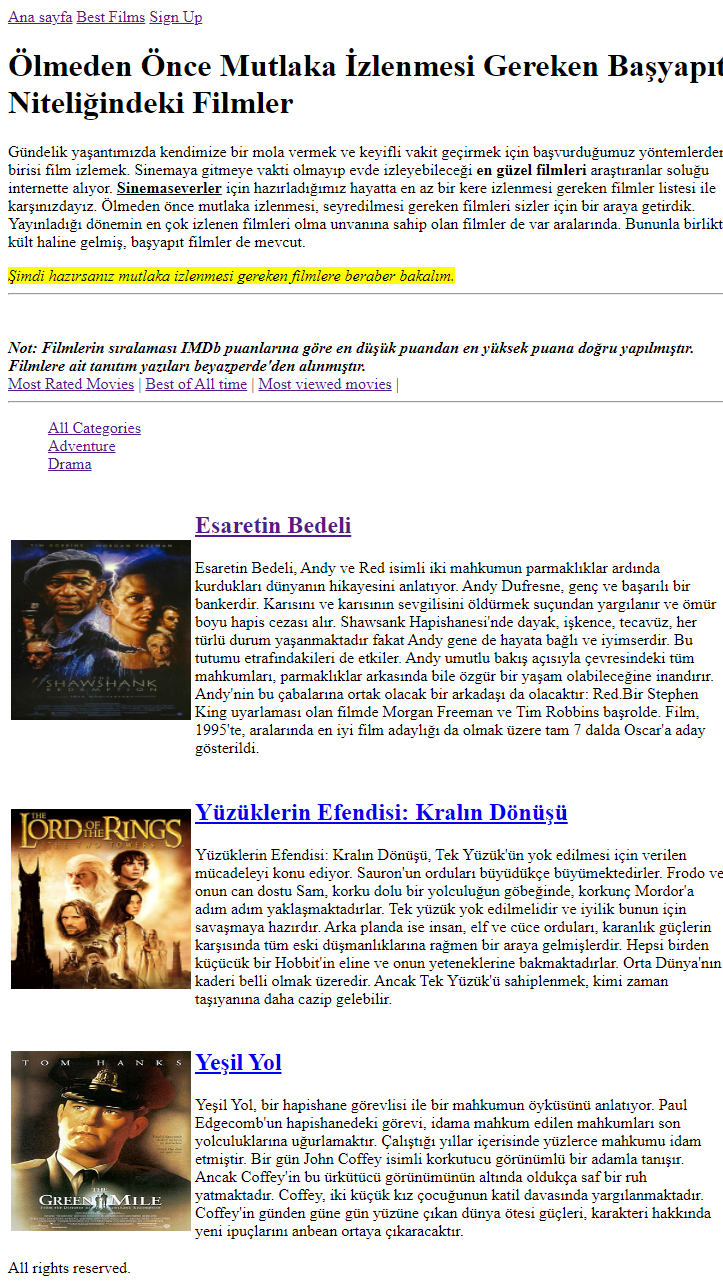 Ana sayfa Best Films Sign Up
Ölmeden Önce Mutlaka İzlenmesi Gereken Başyapıt
Niteliğindeki Filmler
Gündelik yaşantımızda kendimize bir mola vermek ve keyifli vakit geçirmek için başvurduğumuz yöntemlerden
birisi film izlemek. Sinemaya gitmeye vakti olmayıp evde izleyebileceği en güzel filmleri araştıranlar soluğu
internette alıyor. Sinemaseverler için hazırladığımız hayatta en az bir kere izlenmesi gereken filmler listesi ile
karşınızdayız. Ölmeden önce mutlaka izlenmesi, seyredilmesi gereken filmleri sizler için bir araya getirdik.
Yayınladığı dönemin en çok izlenen filmleri olma unvanına sahip olan filmler de var aralarında. Bununla birlikt
kült haline gelmiş, başyapıt filmler de mevcut.
Şimdi hazırsanız mutlaka izlenmesi gereken filmlere beraber bakalım.
Not: Filmlerin sıralaması IMDb puanlarına göre en düşük puandan en yüksek puana doğru yapılmıştır.
Filmlere ait tanıtım yazıları beyazperde'den alınmıştır.
Most Rated Movies | Best of All time | Most viewed movies |
All Categories
Adventure
Drama
Esaretin Bedeli
TIM ROBBINS MORGAN FREEMAN
THE
SHAWSHANK
REDEMPTION
Esaretin Bedeli, Andy ve Red isimli iki mahkumun parmaklıklar ardında
kurdukları dünyanın hikayesini anlatıyor. Andy Dufresne, genç ve başarılı bir
bankerdir. Karısını ve karısının sevgilisini öldürmek suçundan yargılanır ve ömür
boyu hapis cezası alır. Shawsank Hapishanesi'nde dayak, işkence, tecavüz, her
türlü durum yaşanmaktadır fakat Andy gene de hayata bağlı ve iyimserdir. Bu
tutumu etrafındakileri de etkiler. Andy umutlu bakış açısıyla çevresindeki tüm
mahkumları, parmaklıklar arkasında bile özgür bir yaşam olabileceğine inandırır.
Andy'nin bu çabalarına ortak olacak bir arkadaşı da olacaktır: Red.Bir Stephen
King uyarlaması olan filmde Morgan Freeman ve Tim Robbins başrolde. Film,
1995'te, aralarında en iyi film adaylığı da olmak üzere tam 7 dalda Oscar'a aday
gösterildi.
Yüzüklerin Efendisi: Kralın Dönüşü
THE
LORD OF THE RINGS
THE TWO TOWERS
Yüzüklerin Efendisi: Kralın Dönüşü, Tek Yüzük'ün yok edilmesi için verilen
mücadeleyi konu ediyor. Sauron'un orduları büyüdükçe büyümektedirler. Frodo ve
onun can dostu Sam, korku dolu bir yolculuğun göbeğinde, korkunç Mordor'a
adım adım yaklaşmaktadırlar. Tek yüzük yok edilmelidir ve iyilik bunun için
savaşmaya hazırdır. Arka planda ise insan, elf ve cüce orduları, karanlık güçlerin
karşısında tüm eski düşmanlıklarına rağmen bir araya gelmişlerdir. Hepsi birden
küçücük bir Hobbit'in eline ve onun yeteneklerine bakmaktadırlar. Orta Dünya'nın
kaderi belli olmak üzeredir. Ancak Tek Yüzük'ü sahiplenmek, kimi zaman
taşıyanına daha cazip gelebilir.
Yeşil Yol
TOM HANKS
THE
GREEN MILE
Yeşil Yol, bir hapishane görevlisi ile bir mahkumun öyküsünü anlatıyor. Paul
Edgecomb'un hapishanedeki görevi, idama mahkum edilen mahkumları son
yolculuklarına uğurlamaktır. Çalıştığı yıllar içerisinde yüzlerce mahkumu idam
etmiştir. Bir gün John Coffey isimli korkutucu görünümlü bir adamla tanışır.
Ancak Coffey'in bu ürkütücü görünümünün altında oldukça saf bir ruh
yatmaktadır. Coffey, iki küçük kız çocuğunun katil davasında yargılanmaktadır.
Coffey'in günden güne gün yüzüne çıkan dünya ötesi güçleri, karakteri hakkında
yeni ipuçlarını anbean ortaya çıkaracaktır.
All rights reserved.